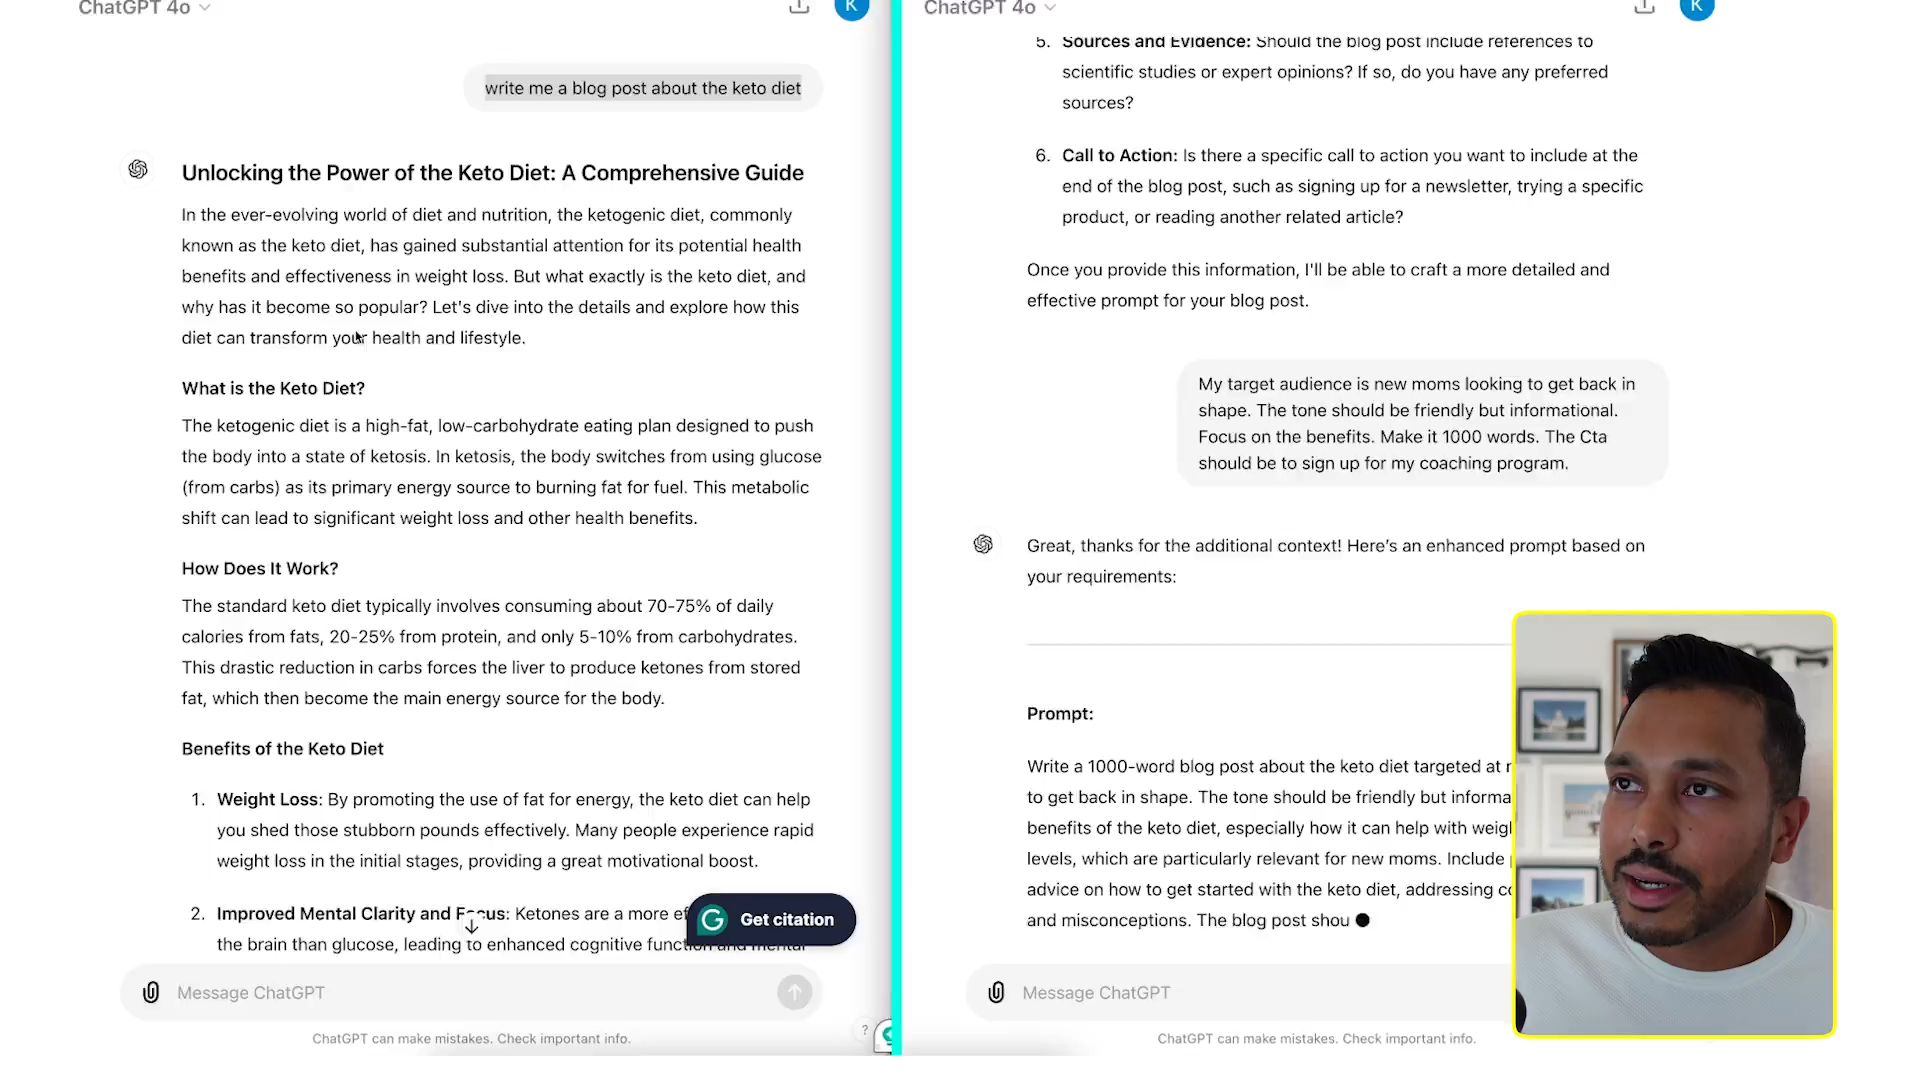 ChatGPT 4o
K
write me a blog post about the keto diet
Unlocking the Power of the Keto Diet: A Comprehensive Guide
In the ever-evolving world of diet and nutrition, the ketogenic diet, commonly
known as the keto diet, has gained substantial attention for its potential health
benefits and effectiveness in weight loss. But what exactly is the keto diet, and
why has it become so popular? Let's dive into the details and explore how this
diet can transform your health and lifestyle.
What is the Keto Diet?
The ketogenic diet is a high-fat, low-carbohydrate eating plan designed to push
the body into a state of ketosis. In ketosis, the body switches from using glucose
(from carbs) as its primary energy source to burning fat for fuel. This metabolic
shift can lead to significant weight loss and other health benefits.
How Does It Work?
The standard keto diet typically involves consuming about 70-75% of daily
calories from fats, 20-25% from protein, and only 5-10% from carbohydrates.
This drastic reduction in carbs forces the liver to produce ketones from stored
fat, which then become the main energy source for the body.
Benefits of the Keto Diet
1. Weight Loss: By promoting the use of fat for energy, the keto diet can help
you shed those stubborn pounds effectively. Many people experience rapid
weight loss in the initial stages, providing a great motivational boost.
2. Improved Mental Clarity and Focus: Ketones are a more ef
the brain than glucose, leading to enhanced cognitive function and mental
Get citation
Message ChatGPT
ChatGPT can make mistakes. Check important info.
?
ChatGPT 4o
K
5. Sources and Evidence: Should the blog post include references to
scientific studies or expert opinions? If so, do you have any preferred
sources?
6. Call to Action: Is there a specific call to action you want to include at the
end of the blog post, such as signing up for a newsletter, trying a specific
product, or reading another related article?
Once you provide this information, I'll be able to craft a more detailed and
effective prompt for your blog post.
My target audience is new moms looking to get back in
shape. The tone should be friendly but informational.
Focus on the benefits. Make it 1000 words. The Cta
should be to sign up for my coaching program.
Great, thanks for the additional context! Here's an enhanced prompt based on
your requirements:
Prompt:
Write a 1000-word blog post about the keto diet targeted at
to get back in shape. The tone should be friendly but informa
benefits of the keto diet, especially how it can help with weigh
levels, which are particularly relevant for new moms. Include
advice on how to get started with the keto diet, addressing co
and misconceptions. The blog post shou
Message ChatGPT
ChatGPT can make mistakes. Check important info.